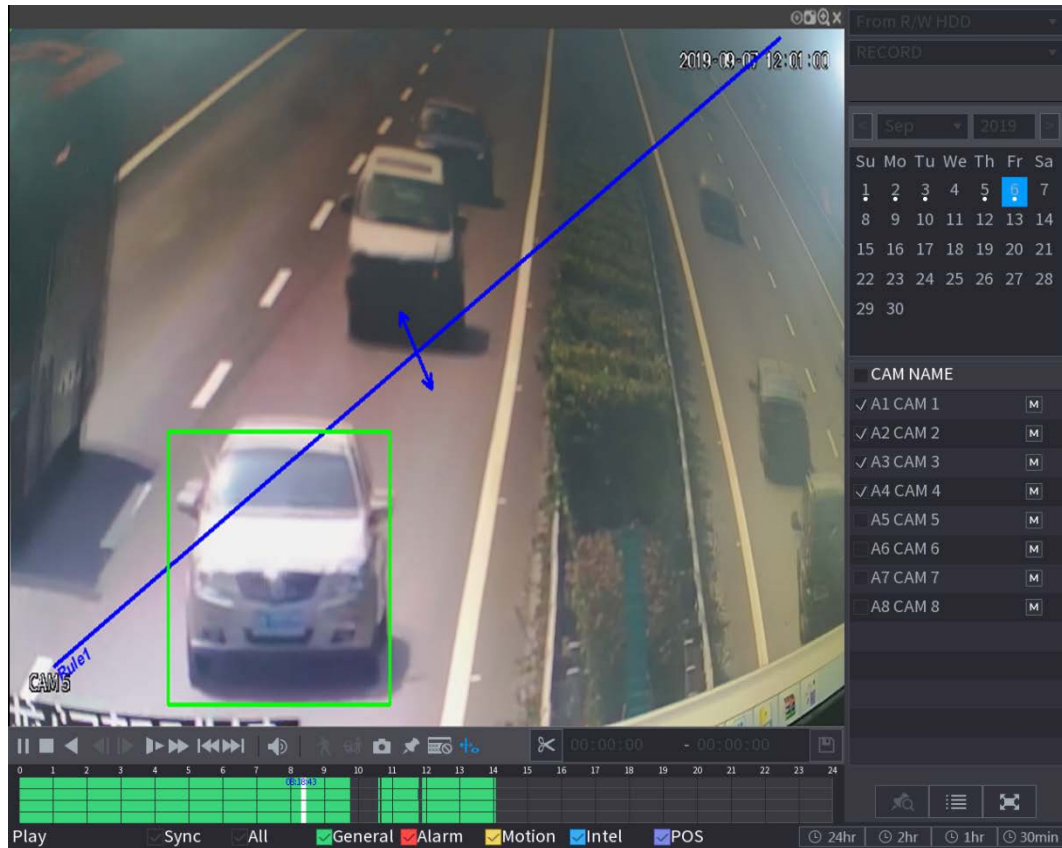 From R/W HDD
2019-09-07 12:01:00
RECORD
Sep 2019
Su Mo Tu We Th Fr Sa
1 2 3 4 5 6 7
8 9 10 11 12 13 14
15 16 17 18 19 20 21
22 23 24 25 26 27 28
29 30
CAM NAME
A1 CAM 1 M
A2 CAM 2 M
A3 CAM 3 M
A4 CAM 4 M
A5 CAM 5 M
A6 CAM 6 M
A7 CAM 7 M
A8 CAM 8 M
Rule1
CAM 5
00:00:00 - 00:00:00
0 1 2 3 4 5 6 7 8 9 10 11 12 13 14 15 16 17 18 19 20 21 22 23 24
Play Sync All General Alarm Motion Intel POS 24hr 2hr 1hr 30min